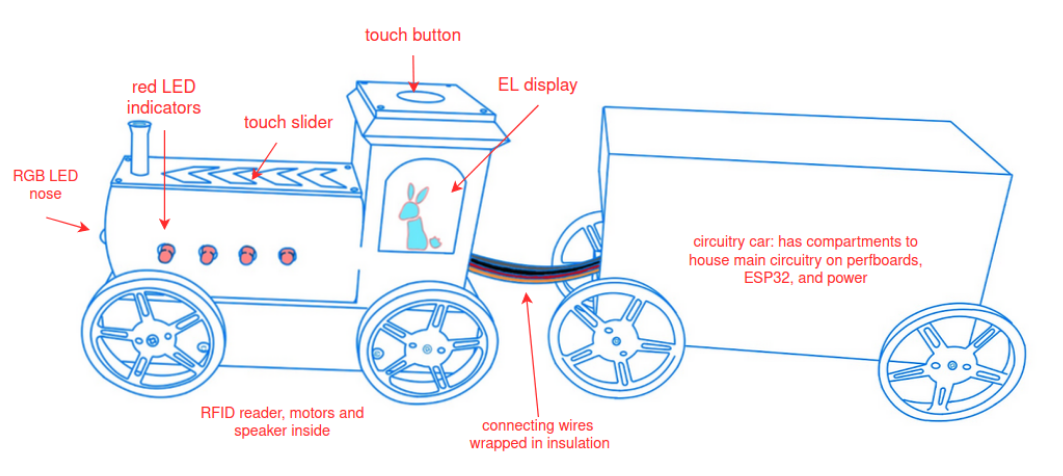 touch button
red LED
indicators
EL display
touch slider
RGB LED
nose
circuitry car: has compartments to
house main circuitry on perfboards,
ESP32, and power
RFID reader, motors and
speaker inside
connecting wires
wrapped in insulation